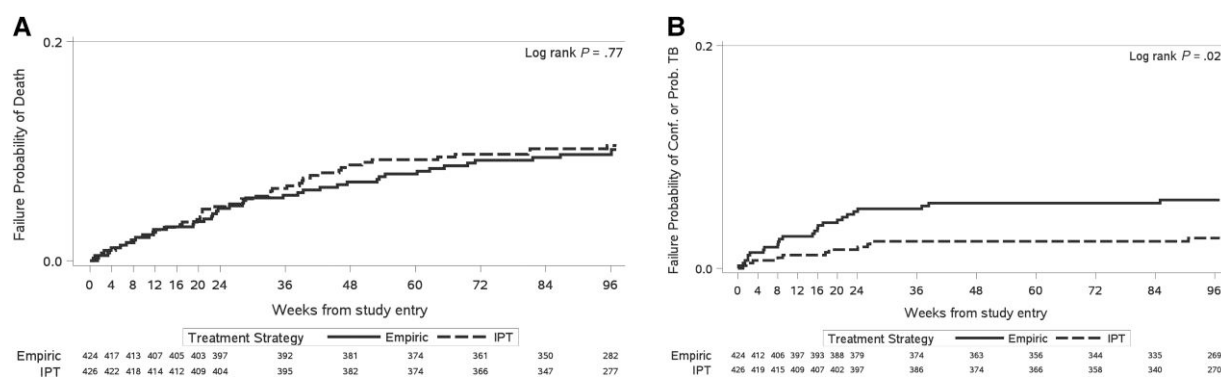 A
0.2
Log rank P = .77
Failure Probability of Death
0.0
0 4 8 12 16 20 24 36 48 60 72 84 96
Weeks from study entry
Treatment Strategy Empiric IPT
Empiric 424 417 413 407 405 403 397 392 381 374 361 350 282
IPT 426 422 418 414 412 409 404 395 382 374 366 347 277
B
0.2
Log rank P = .02
Failure Probability of Conf. or Prob. TB
0.0
0 4 8 12 16 20 24 36 48 60 72 84 96
Weeks from study entry
Treatment Strategy Empiric IPT
Empiric 424 412 406 397 393 388 379 374 363 356 344 335 269
IPT 426 419 415 409 407 402 397 386 374 366 358 340 270